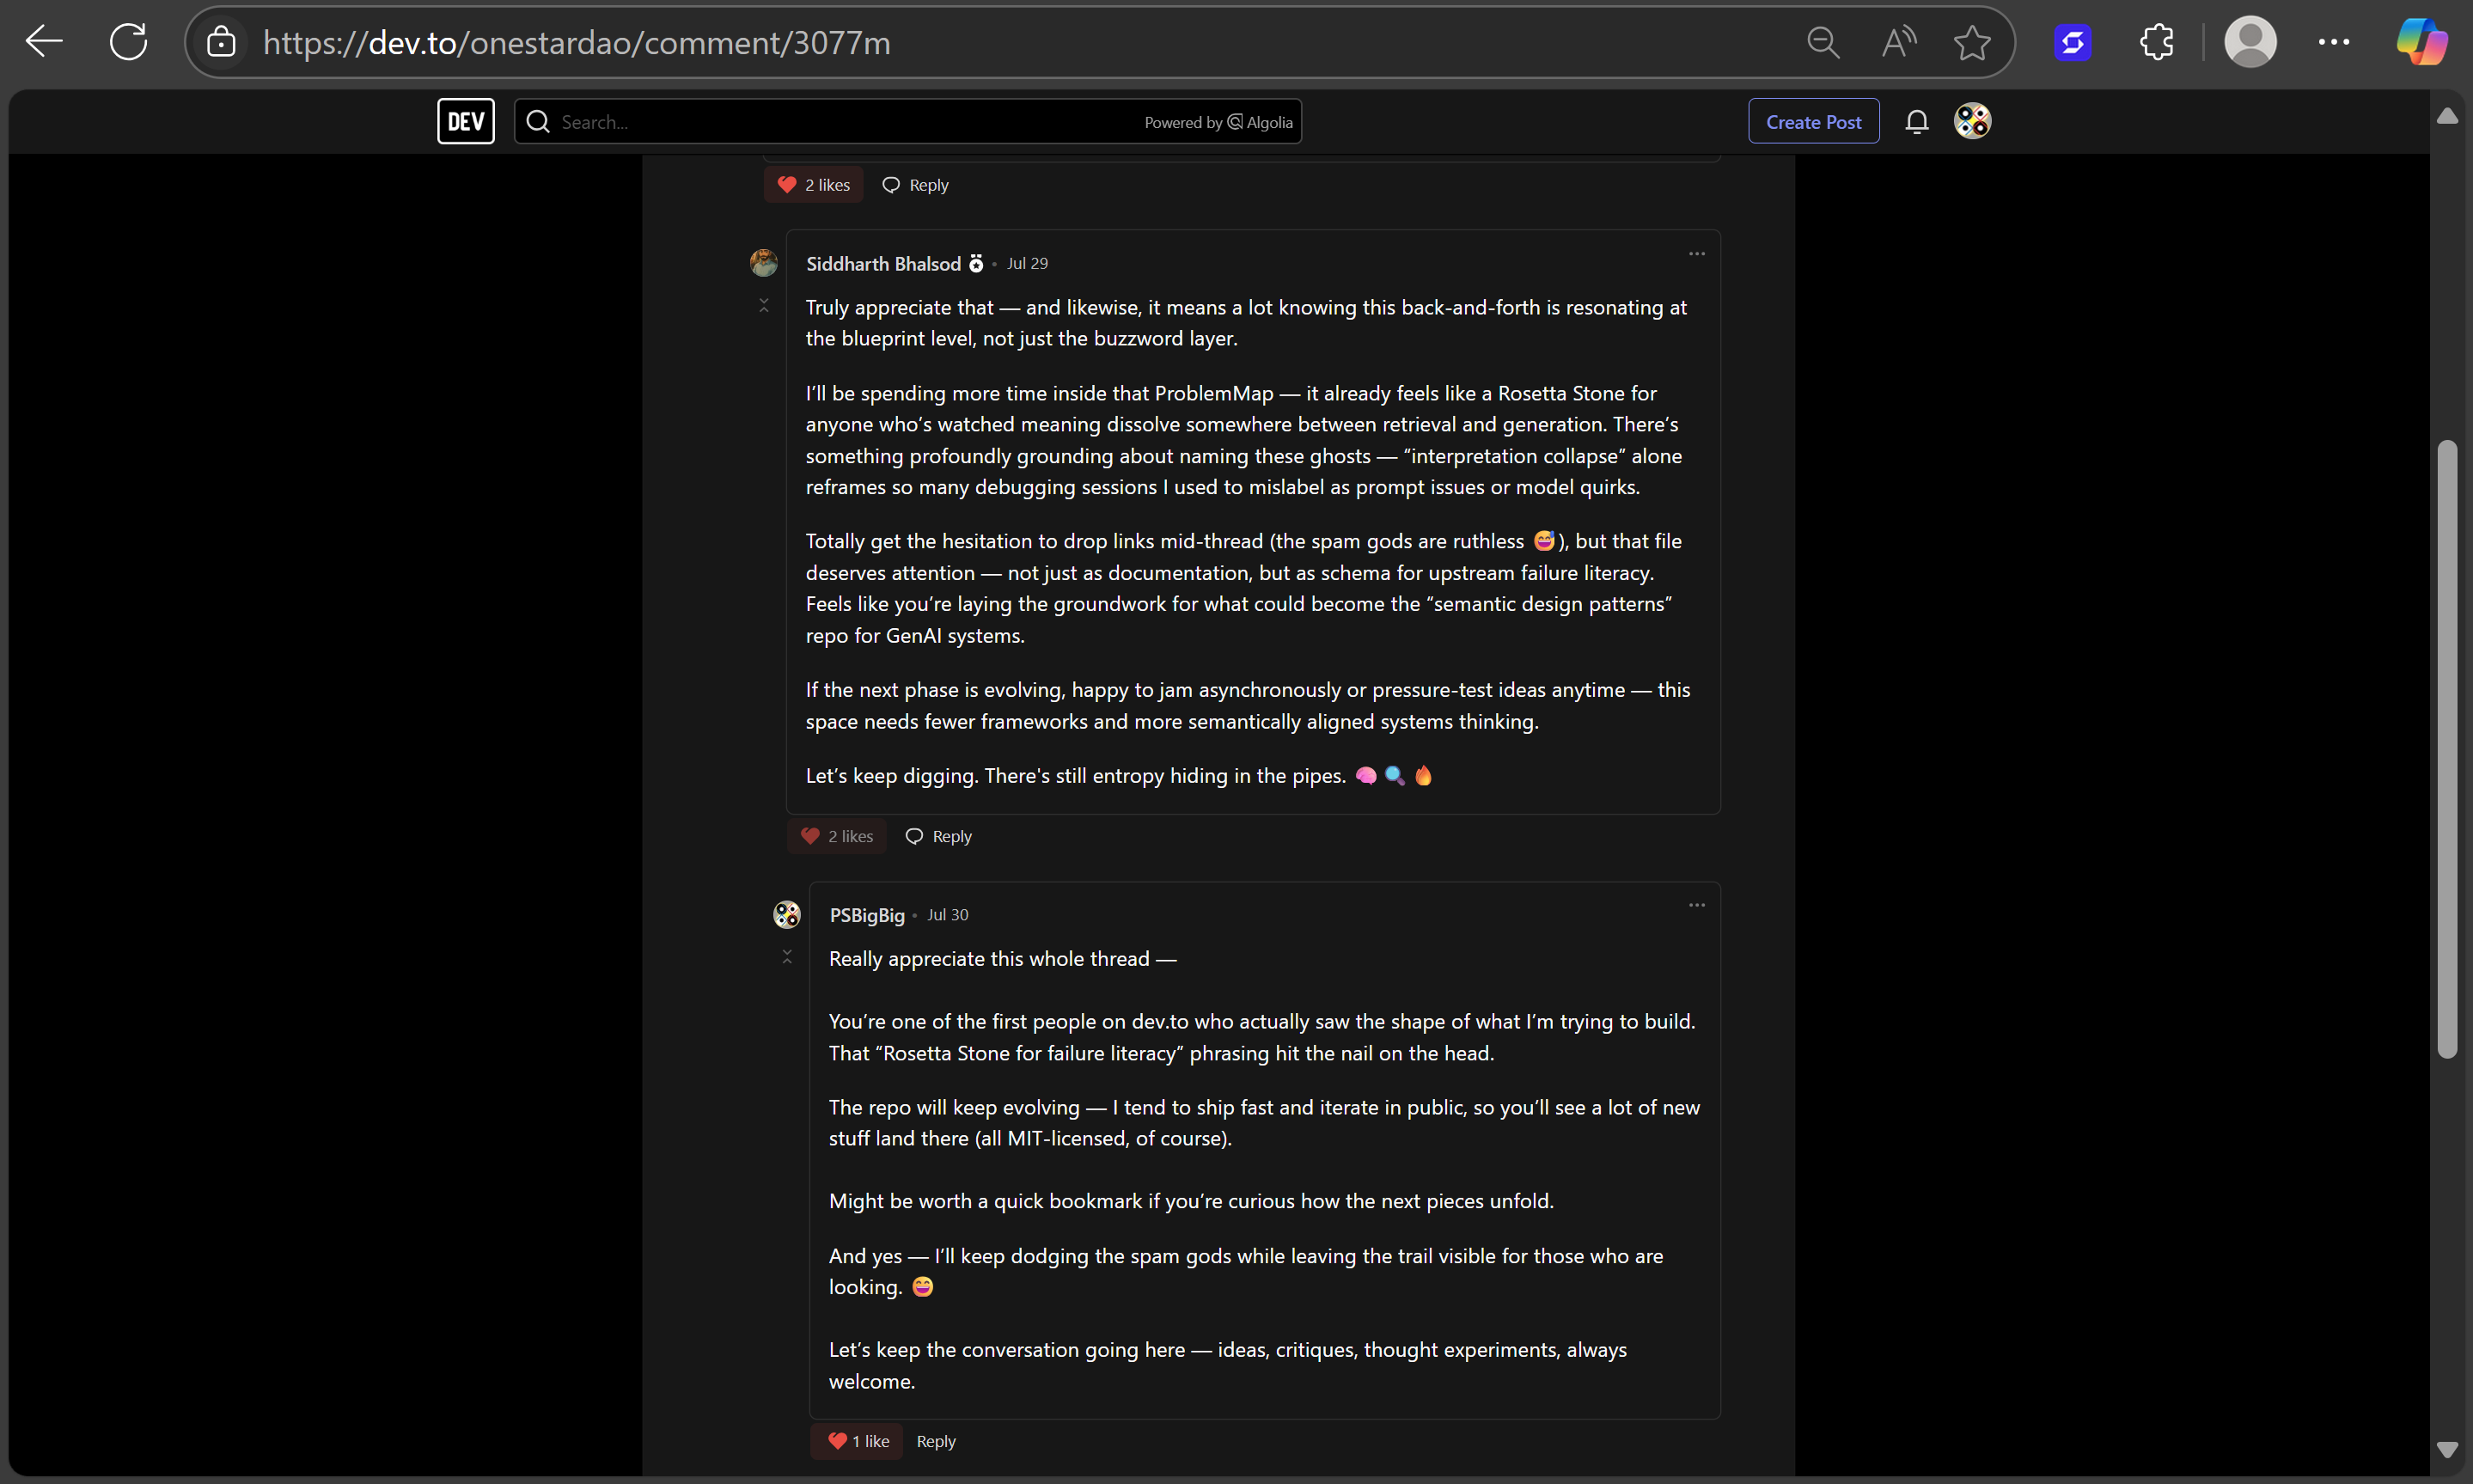 https://dev.to/onestardao/comment/3077m
DEV
Search...
Powered by Algolia
Create Post
2 likes
Reply
Siddharth Bhalsod • Jul 29
Truly appreciate that — and likewise, it means a lot knowing this back-and-forth is resonating at
the blueprint level, not just the buzzword layer.
I’ll be spending more time inside that ProblemMap — it already feels like a Rosetta Stone for
anyone who’s watched meaning dissolve somewhere between retrieval and generation. There’s
something profoundly grounding about naming these ghosts — “interpretation collapse” alone
reframes so many debugging sessions I used to mislabel as prompt issues or model quirks.
Totally get the hesitation to drop links mid-thread (the spam gods are ruthless 😅), but that file
deserves attention — not just as documentation, but as schema for upstream failure literacy.
Feels like you’re laying the groundwork for what could become the “semantic design patterns”
repo for GenAI systems.
If the next phase is evolving, happy to jam asynchronously or pressure-test ideas anytime — this
space needs fewer frameworks and more semantically aligned systems thinking.
Let’s keep digging. There's still entropy hiding in the pipes. 🧠 🔍 🔥
2 likes
Reply
PSBigBig • Jul 30
Really appreciate this whole thread —
You’re one of the first people on dev.to who actually saw the shape of what I’m trying to build.
That “Rosetta Stone for failure literacy” phrasing hit the nail on the head.
The repo will keep evolving — I tend to ship fast and iterate in public, so you’ll see a lot of new
stuff land there (all MIT-licensed, of course).
Might be worth a quick bookmark if you’re curious how the next pieces unfold.
And yes — I’ll keep dodging the spam gods while leaving the trail visible for those who are
looking. 😄
Let’s keep the conversation going here — ideas, critiques, thought experiments, always
welcome.
1 like
Reply